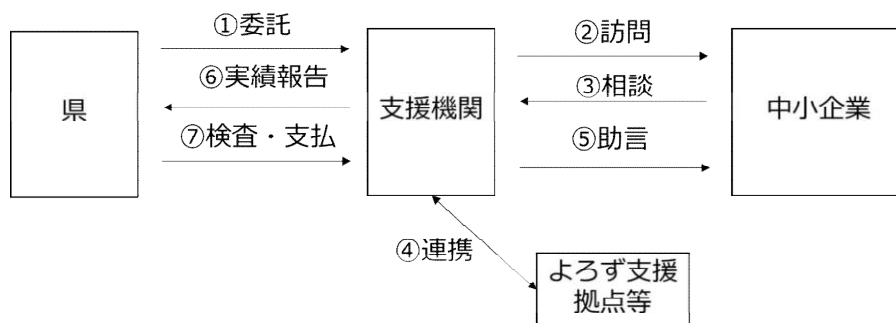 ①委託
②訪問
⑥実績報告
③相談
県
支援機関
中小企業
⑦検査・支払
⑤助言
④連携
よろず支援
拠点等